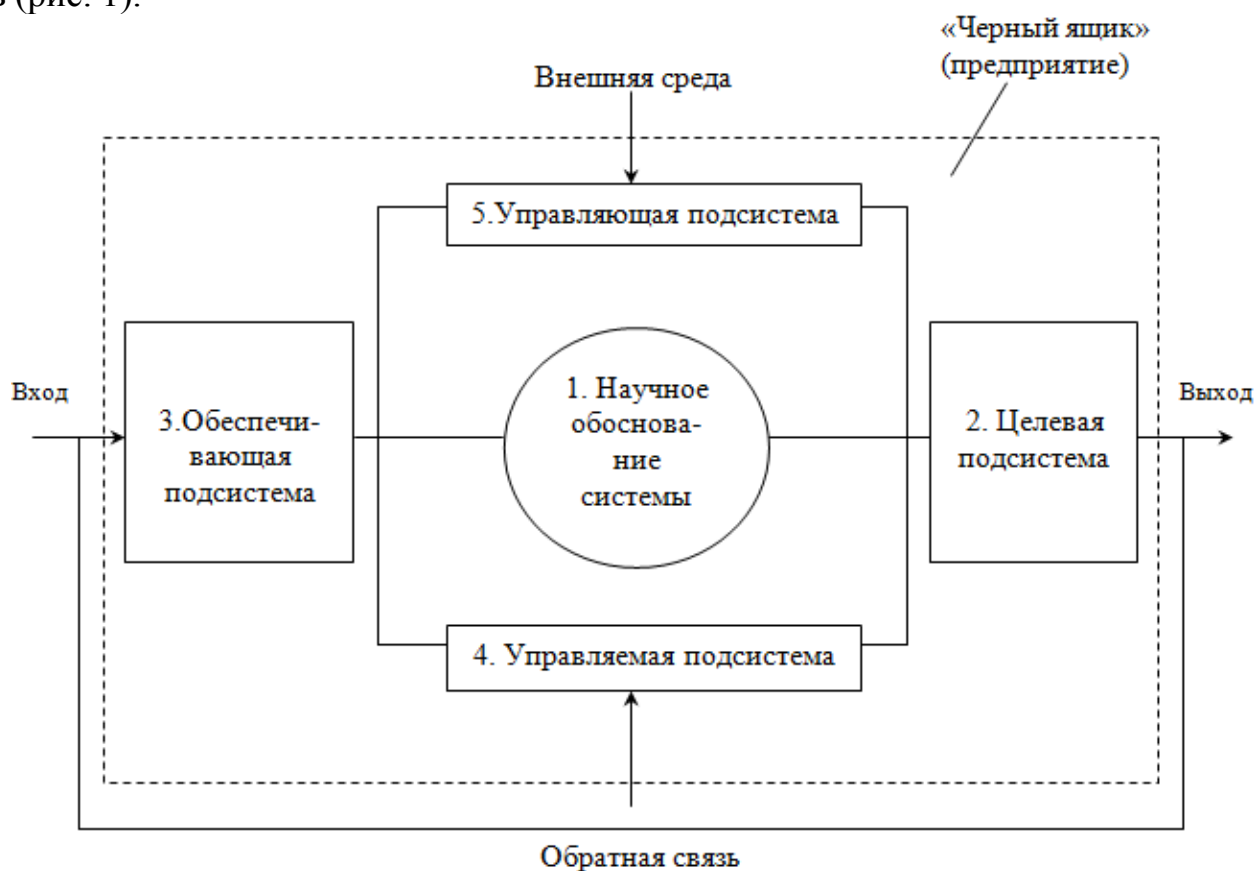 в (рис. 1).
«Черный ящик»
(предприятие)
Внешняя среда
5.Управляющая подсистема
Вход
3.Обеспечи-
вающая
подсистема
1. Научное
обоснова-
ние
системы
2. Целевая
подсистема
Выход
4. Управляемая подсистема
Обратная связь